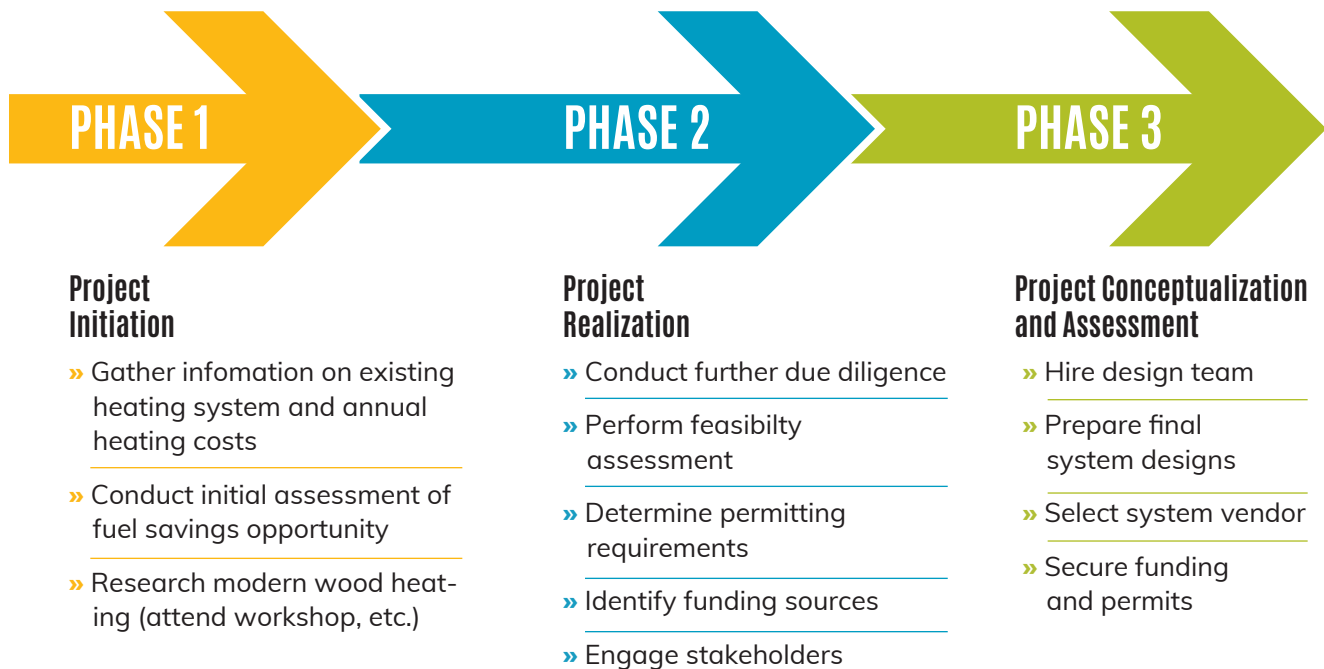 PHASE 1
PHASE 2
PHASE 3
Project
Initiation
» Gather infomation on existing
heating system and annual
heating costs
» Conduct initial assessment of
fuel savings opportunity
» Research modern wood heat-
ing (attend workshop, etc.)
Project
Realization
» Conduct further due diligence
» Perform feasibilty
assessment
» Determine permitting
requirements
» Identify funding sources
» Engage stakeholders
Project Conceptualization
and Assessment
» Hire design team
» Prepare final
system designs
» Select system vendor
» Secure funding
and permits